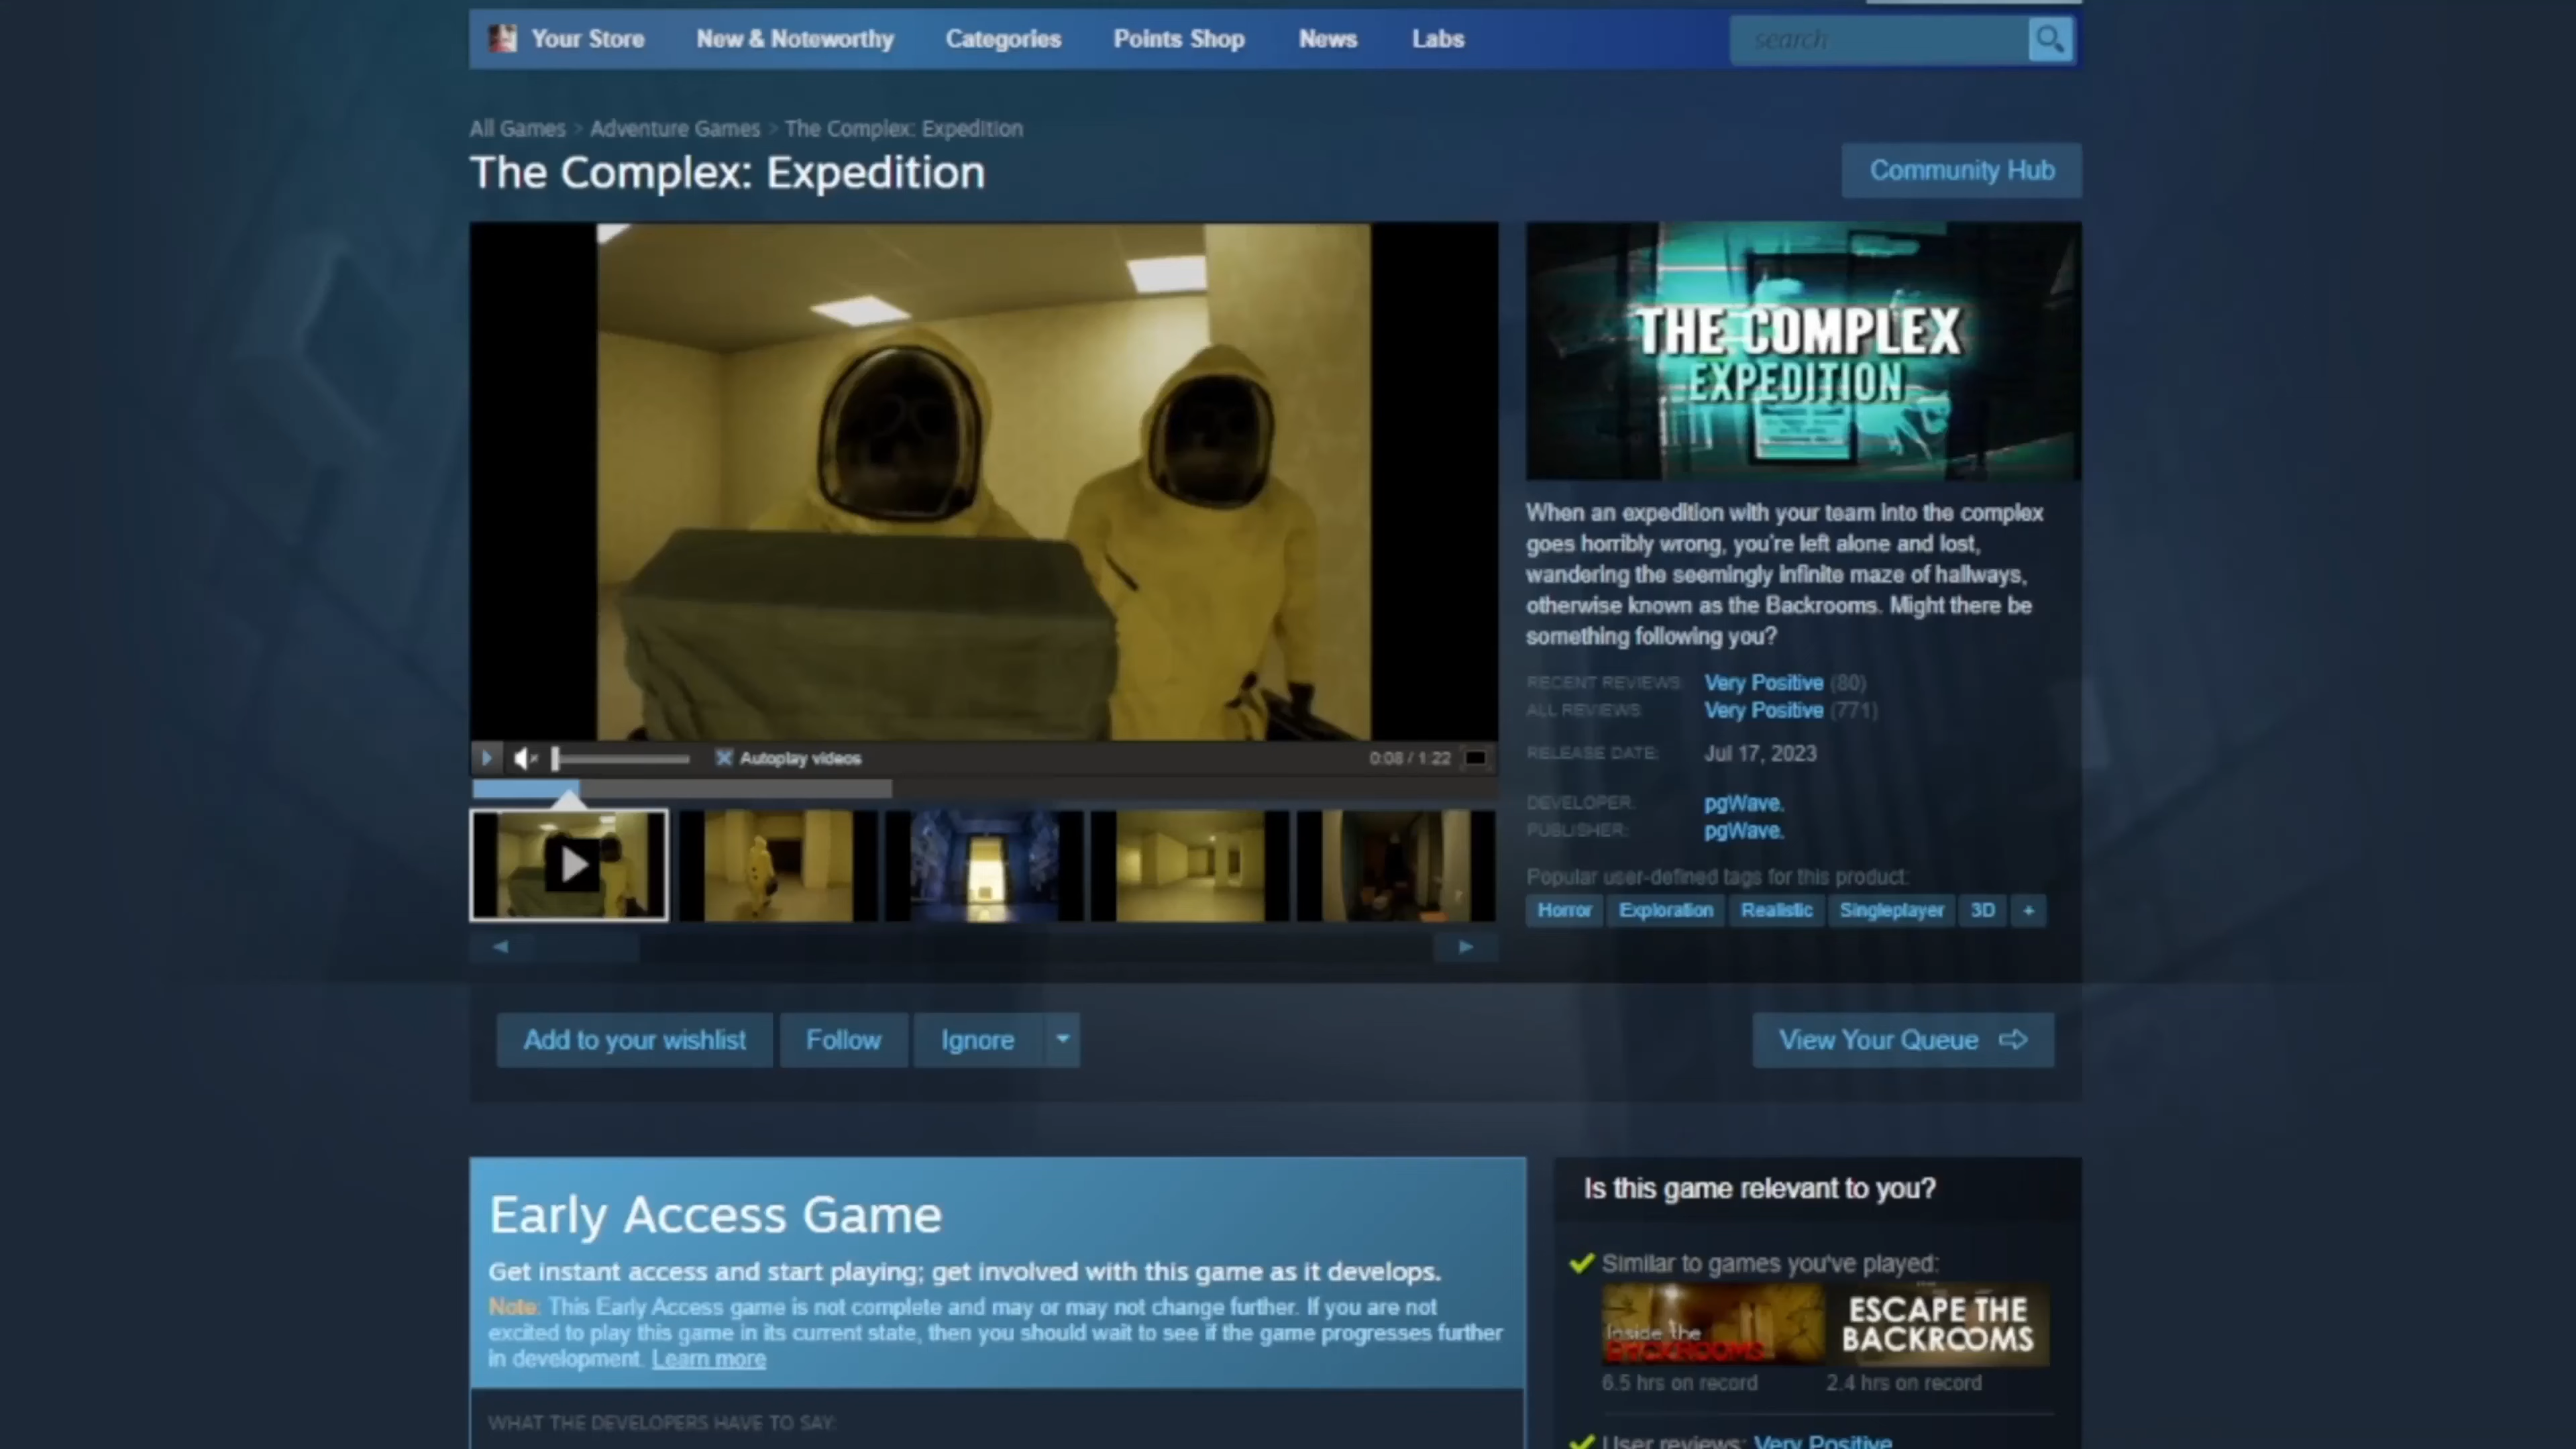 Your Store New & Noteworthy Categories Points Shop News Labs search
All Games > Adventure Games > The Complex: Expedition
The Complex: Expedition
Community Hub
THE COMPLEX
EXPEDITION
When an expedition with your team into the complex
goes horribly wrong, you're left alone and lost,
wandering the seemingly infinite maze of hallways,
otherwise known as the Backrooms. Might there be
something following you?
RECENT REVIEWS: Very Positive (80)
ALL REVIEWS: Very Positive (771)
RELEASE DATE: Jul 17, 2023
DEVELOPER: pgWave.
PUBLISHER: pgWave.
Popular user-defined tags for this product:
Horror Exploration Realistic Singleplayer 3D +
Autoplay videos 0:08 / 1:22
Add to your wishlist Follow Ignore View Your Queue
Early Access Game
Get instant access and start playing; get involved with this game as it develops.
Note: This Early Access game is not complete and may or may not change further. If you are not
excited to play this game in its current state, then you should wait to see if the game progresses further
in development. Learn more
WHAT THE DEVELOPERS HAVE TO SAY:
Is this game relevant to you?
Similar to games you've played:
Inside the
BACKROOMS
ESCAPE THE
BACKROOMS
6.5 hrs on record 2.4 hrs on record
User reviews: Very Positive